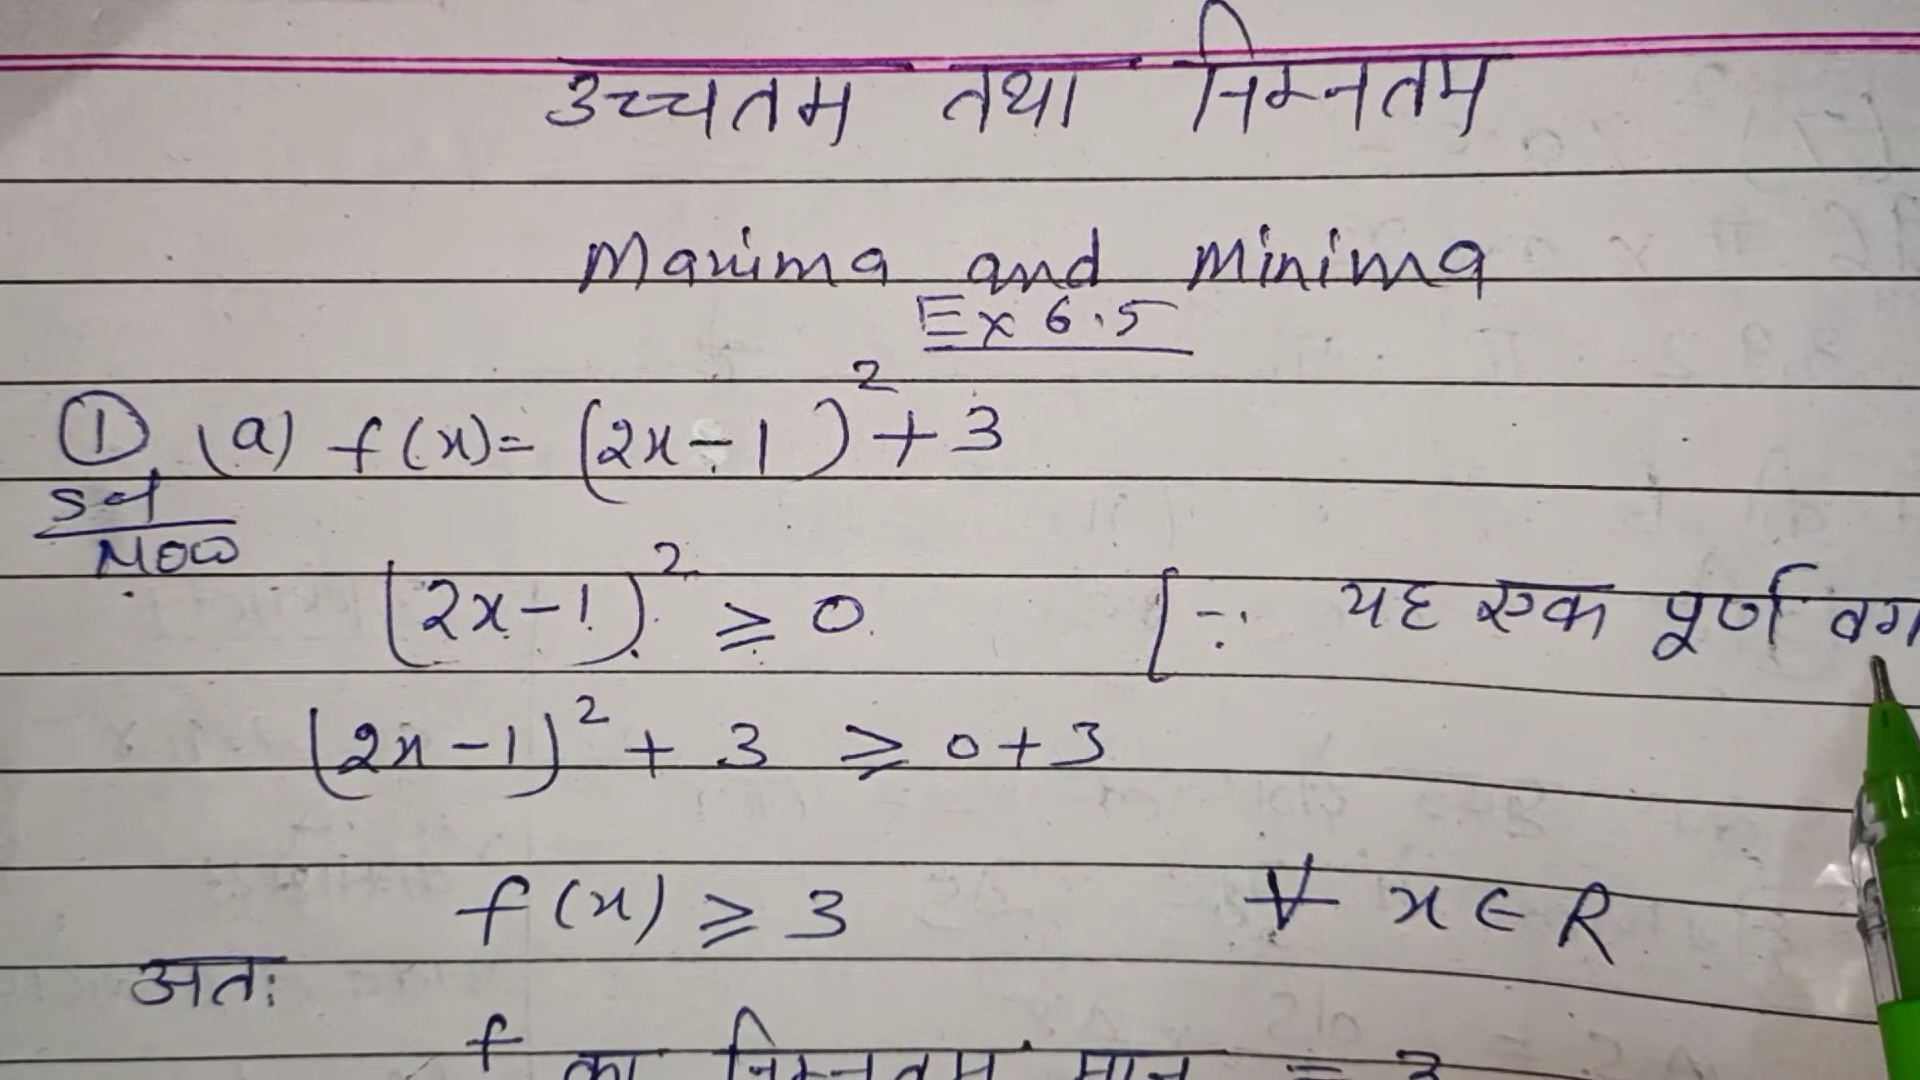 उच्चतम तथा निम्नतम
Maxima and Minima
Ex 6.5
① (a) f(x) = (2x-1)² + 3
Sol
Now
(2x-1)² ≥ 0 [∵ यह एक पूर्ण वर्ग
(2x-1)² + 3 ≥ 0+3
f(x) ≥ 3 ∀ x ∈ R
अतः
f का निम्नतम मान = 3